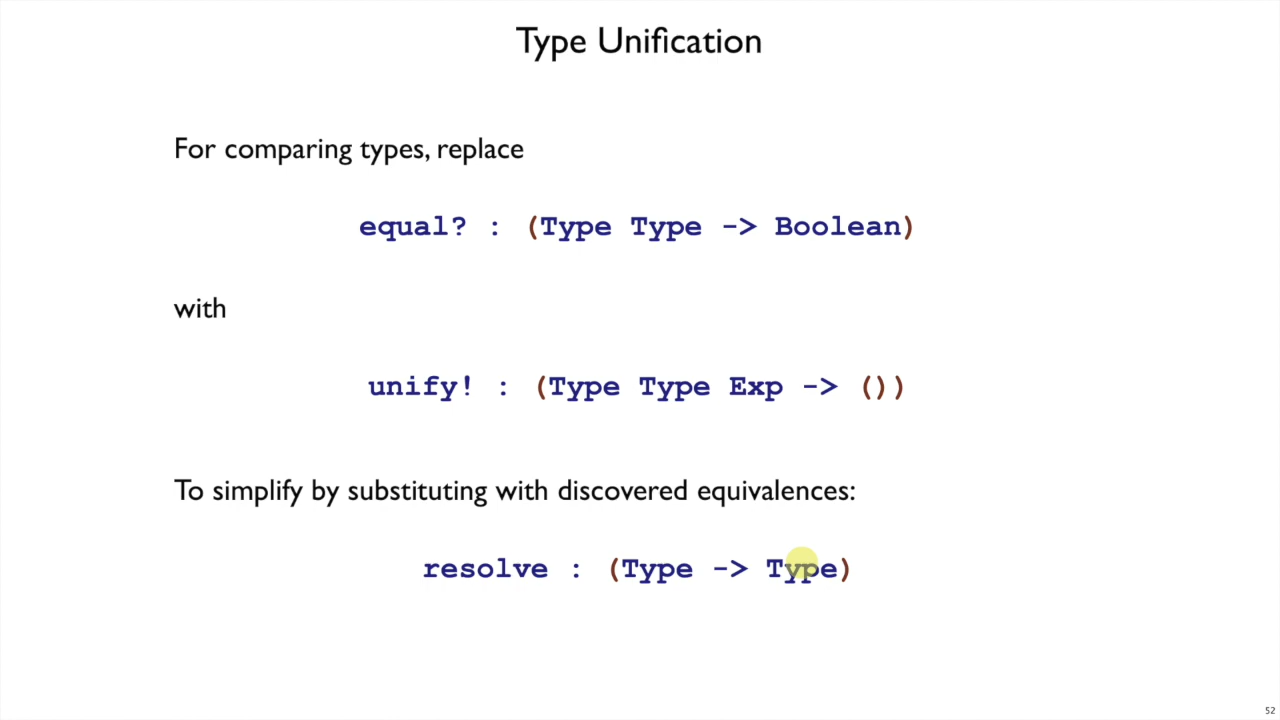 Type Unification
For comparing types, replace
equal? : (Type Type -> Boolean)
with
unify! : (Type Type Exp -> ())
To simplify by substituting with discovered equivalences:
resolve : (Type -> Type)
52